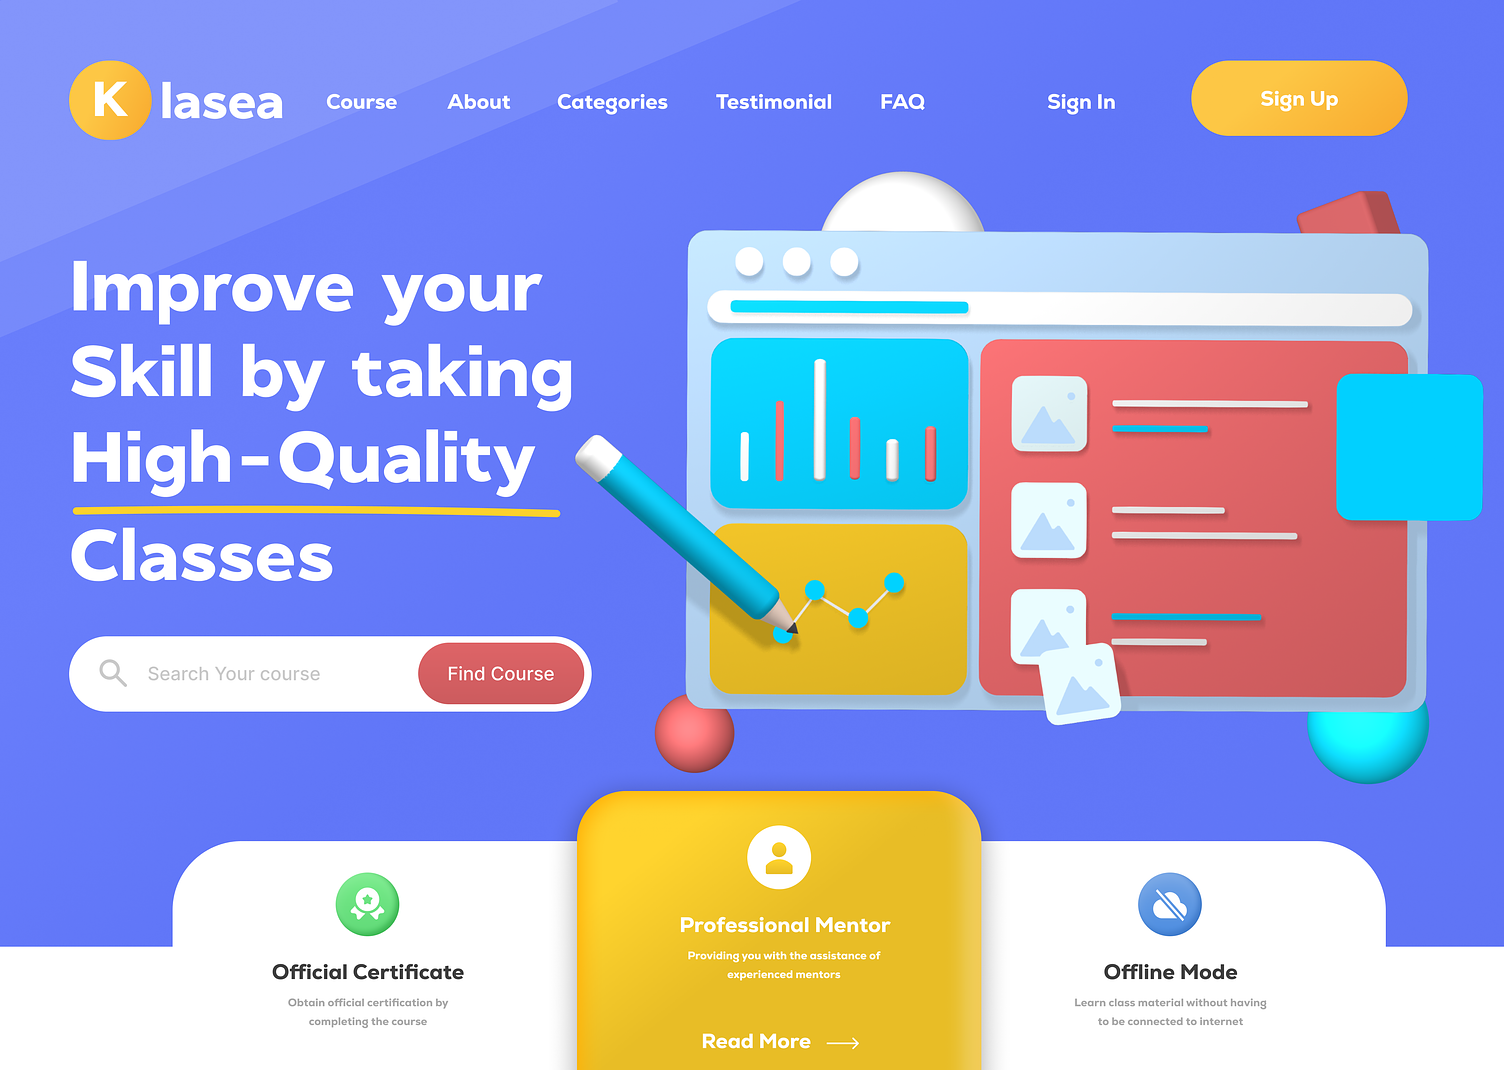 Klasea
Course
About
Categories
Testimonial
FAQ
Sign In
Sign Up
Improve your
Skill by taking
High-Quality
Classes
Search Your course
Find Course
Official Certificate
Obtain official certification by
completing the course
Professional Mentor
Providing you with the assistance of
experienced mentors
Read More
Offline Mode
Learn class material without having
to be connected to internet